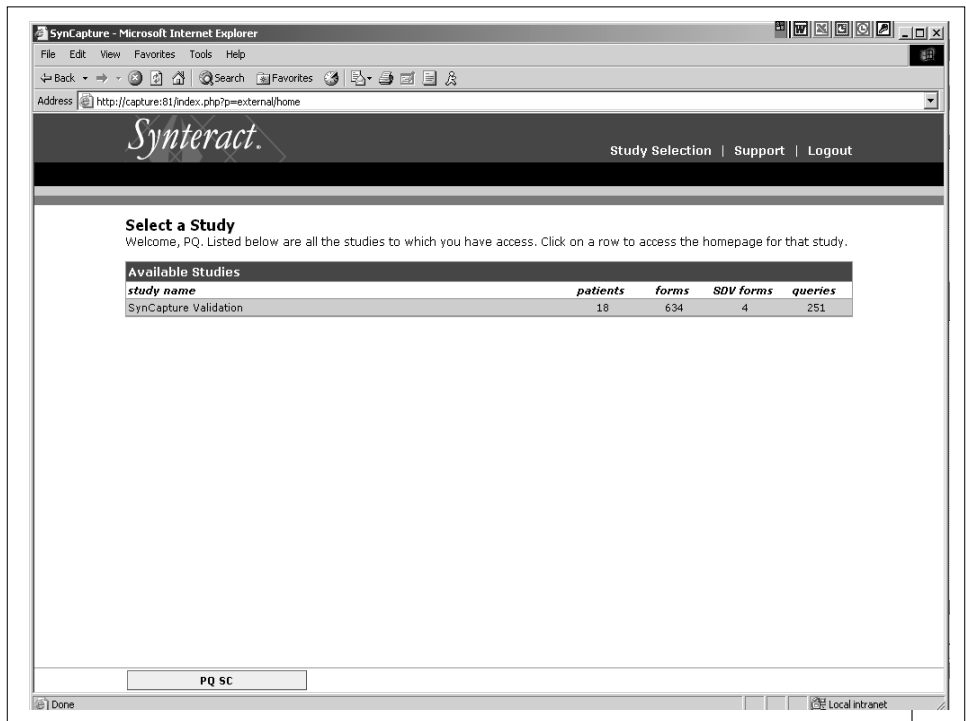 SynCapture - Microsoft Internet Explorer
File Edit View Favorites Tools Help
Back Search Favorites
Address http://capture:81/index.php?p=external/home
Synteract.
Study Selection | Support | Logout
Select a Study
Welcome, PQ. Listed below are all the studies to which you have access. Click on a row to access the homepage for that study.
Available Studies
study name patients forms SDV forms queries
SynCapture Validation 18 634 4 251
PQ SC
Done Local intranet